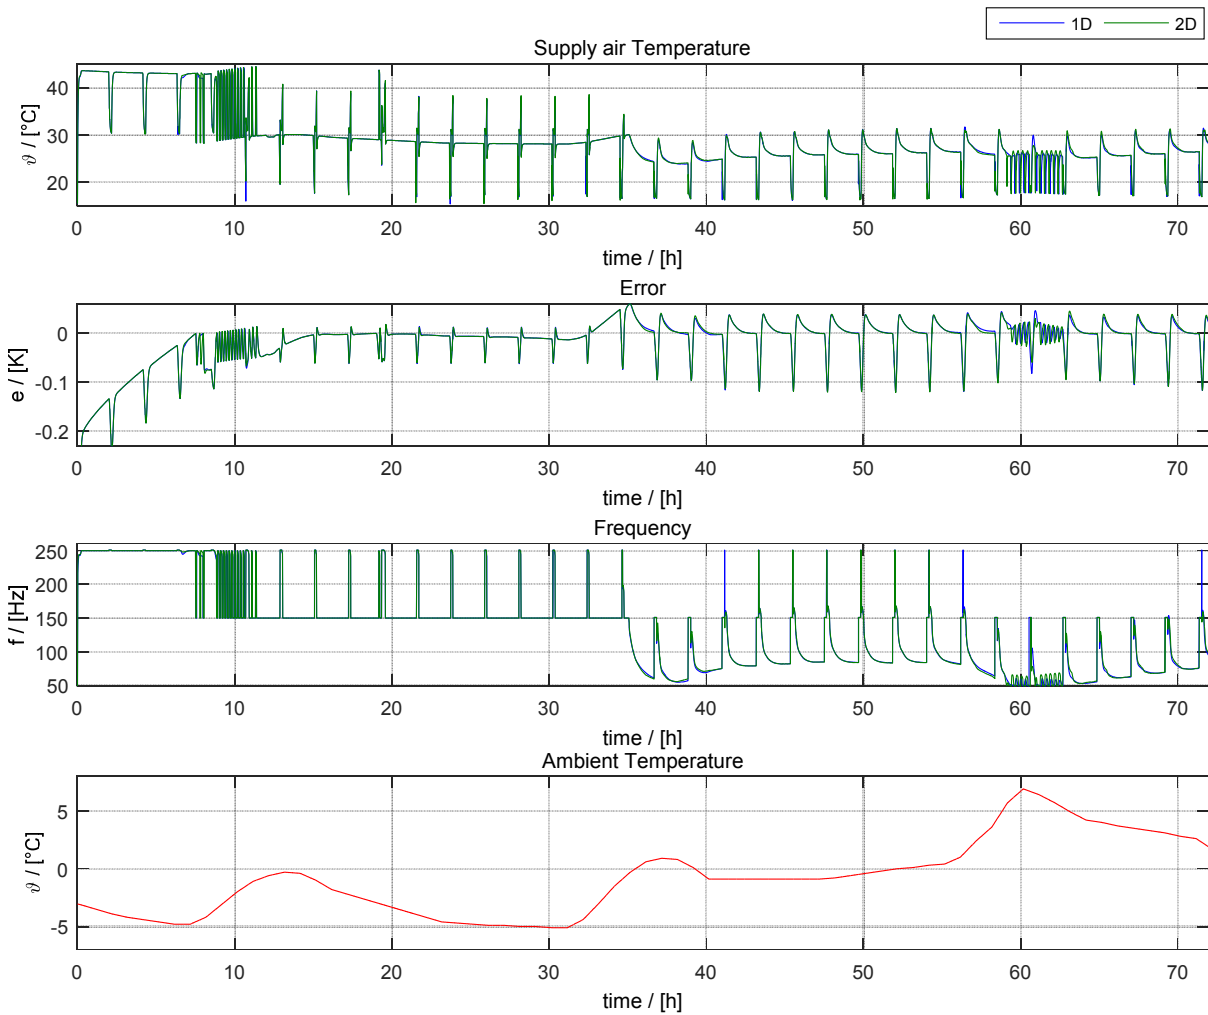 1D 2D
Supply air Temperature
40
30
20
ϑ / [°C]
0 10 20 30 40 50 60 70
time / [h]
Error
0
-0.1
-0.2
e / [K]
0 10 20 30 40 50 60 70
time / [h]
Frequency
250
200
150
100
50
f / [Hz]
0 10 20 30 40 50 60 70
time / [h]
Ambient Temperature
5
0
-5
ϑ / [°C]
0 10 20 30 40 50 60 70
time / [h]